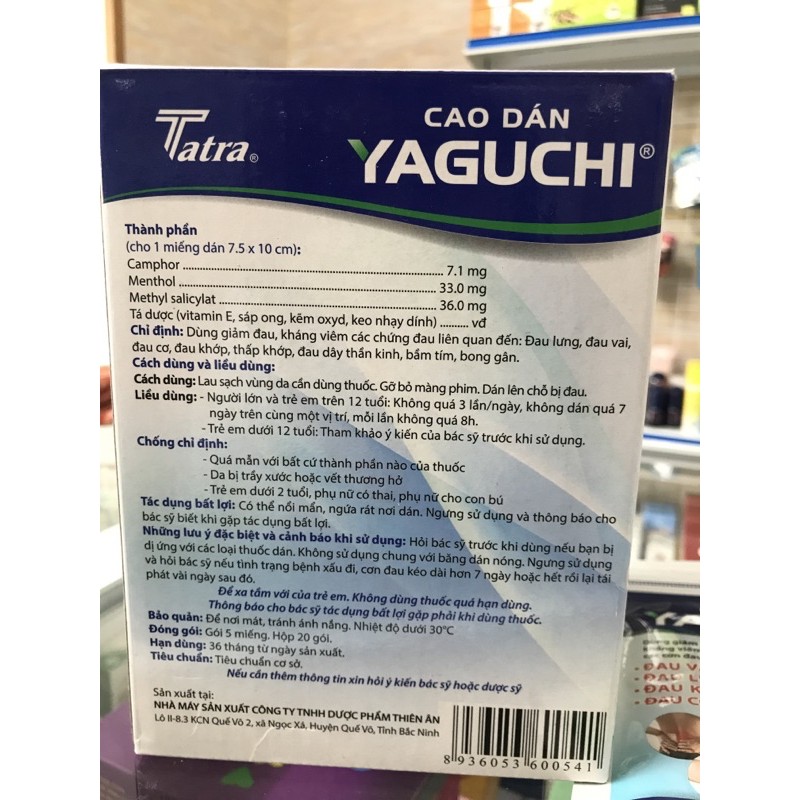 Tatra®
CAO DÁN
YAGUCHI®
Thành phần
(cho 1 miếng dán 7.5 x 10 cm):
Camphor ........ 7.1 mg
Menthol ........ 33.0 mg
Methyl salicylat ........ 36.0 mg
Tá dược (vitamin E, sáp ong, kẽm oxyd, keo nhạy dính) .......... vđ
Chỉ định: Dùng giảm đau, kháng viêm các chứng đau liên quan đến: Đau lưng, đau vai,
đau cơ, đau khớp, thấp khớp, đau dây thần kinh, bầm tím, bong gân.
Cách dùng và liều dùng:
Cách dùng: Lau sạch vùng da cần dùng thuốc. Gỡ bỏ màng phim. Dán lên chỗ bị đau.
Liều dùng: - Người lớn và trẻ em trên 12 tuổi: Không quá 3 lần/ngày, không dán quá 7
ngày trên cùng một vị trí, mỗi lần không quá 8h.
- Trẻ em dưới 12 tuổi: Tham khảo ý kiến của bác sỹ trước khi sử dụng.
Chống chỉ định:
- Quá mẫn với bất cứ thành phần nào của thuốc
- Da bị trầy xước hoặc vết thương hở
- Trẻ em dưới 2 tuổi, phụ nữ có thai, phụ nữ cho con bú
Tác dụng bất lợi: Có thể nổi mẩn, ngứa rát nơi dán. Ngưng sử dụng và thông báo cho
bác sỹ biết khi gặp tác dụng bất lợi.
Những lưu ý đặc biệt và cảnh báo khi sử dụng: Hỏi bác sỹ trước khi dùng nếu bạn bị
dị ứng với các loại thuốc dán. Không sử dụng chung với băng dán nóng. Ngưng sử dụng
và hỏi bác sỹ nếu tình trạng bệnh xấu đi, cơn đau kéo dài hơn 7 ngày hoặc hết rồi lại tái
phát vài ngày sau đó.
Để xa tầm với của trẻ em. Không dùng thuốc quá hạn dùng.
Thông báo cho bác sỹ tác dụng bất lợi gặp phải khi dùng thuốc.
Bảo quản: Để nơi mát, tránh ánh nắng. Nhiệt độ dưới 30°C
Đóng gói: Gói 5 miếng. Hộp 20 gói.
Hạn dùng: 36 tháng từ ngày sản xuất.
Tiêu chuẩn: Tiêu chuẩn cơ sở.
Nếu cần thêm thông tin xin hỏi ý kiến bác sỹ hoặc dược sỹ
Sản xuất tại:
NHÀ MÁY SẢN XUẤT CÔNG TY TNHH DƯỢC PHẨM THIÊN ÂN
Lô II-8.3 KCN Quế Võ 2, xã Ngọc Xá, Huyện Quế Võ, Tỉnh Bắc Ninh
8 936053 600541
YAG
Dùng giảm
kháng viêm
các cơn đau
• ĐAU V
• ĐAU L
• ĐAU K
• ĐAU C